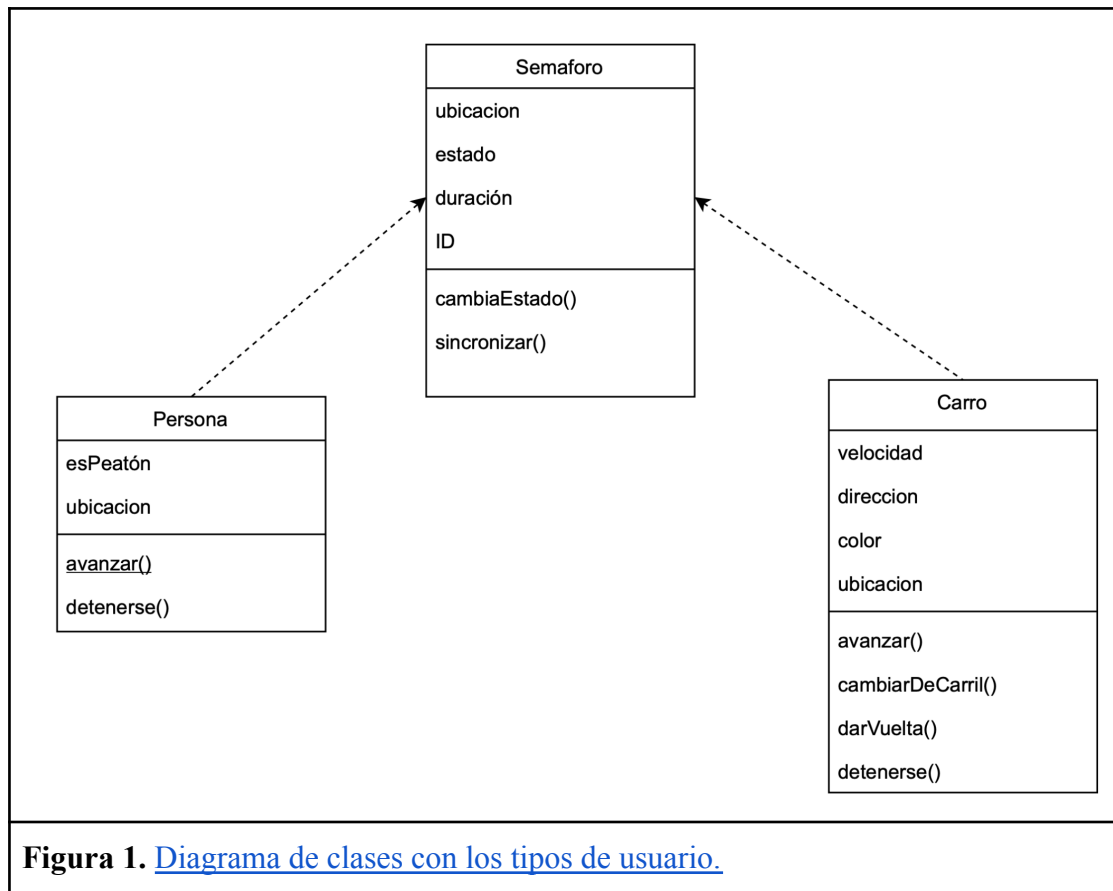 Semaforo
ubicacion
estado
duración
ID
cambiaEstado()
sincronizar()
Persona
esPeatón
ubicacion
avanzar()
detenerse()
Carro
velocidad
direccion
color
ubicacion
avanzar()
cambiarDeCarril()
darVuelta()
detenerse()
Figura 1. Diagrama de clases con los tipos de usuario.